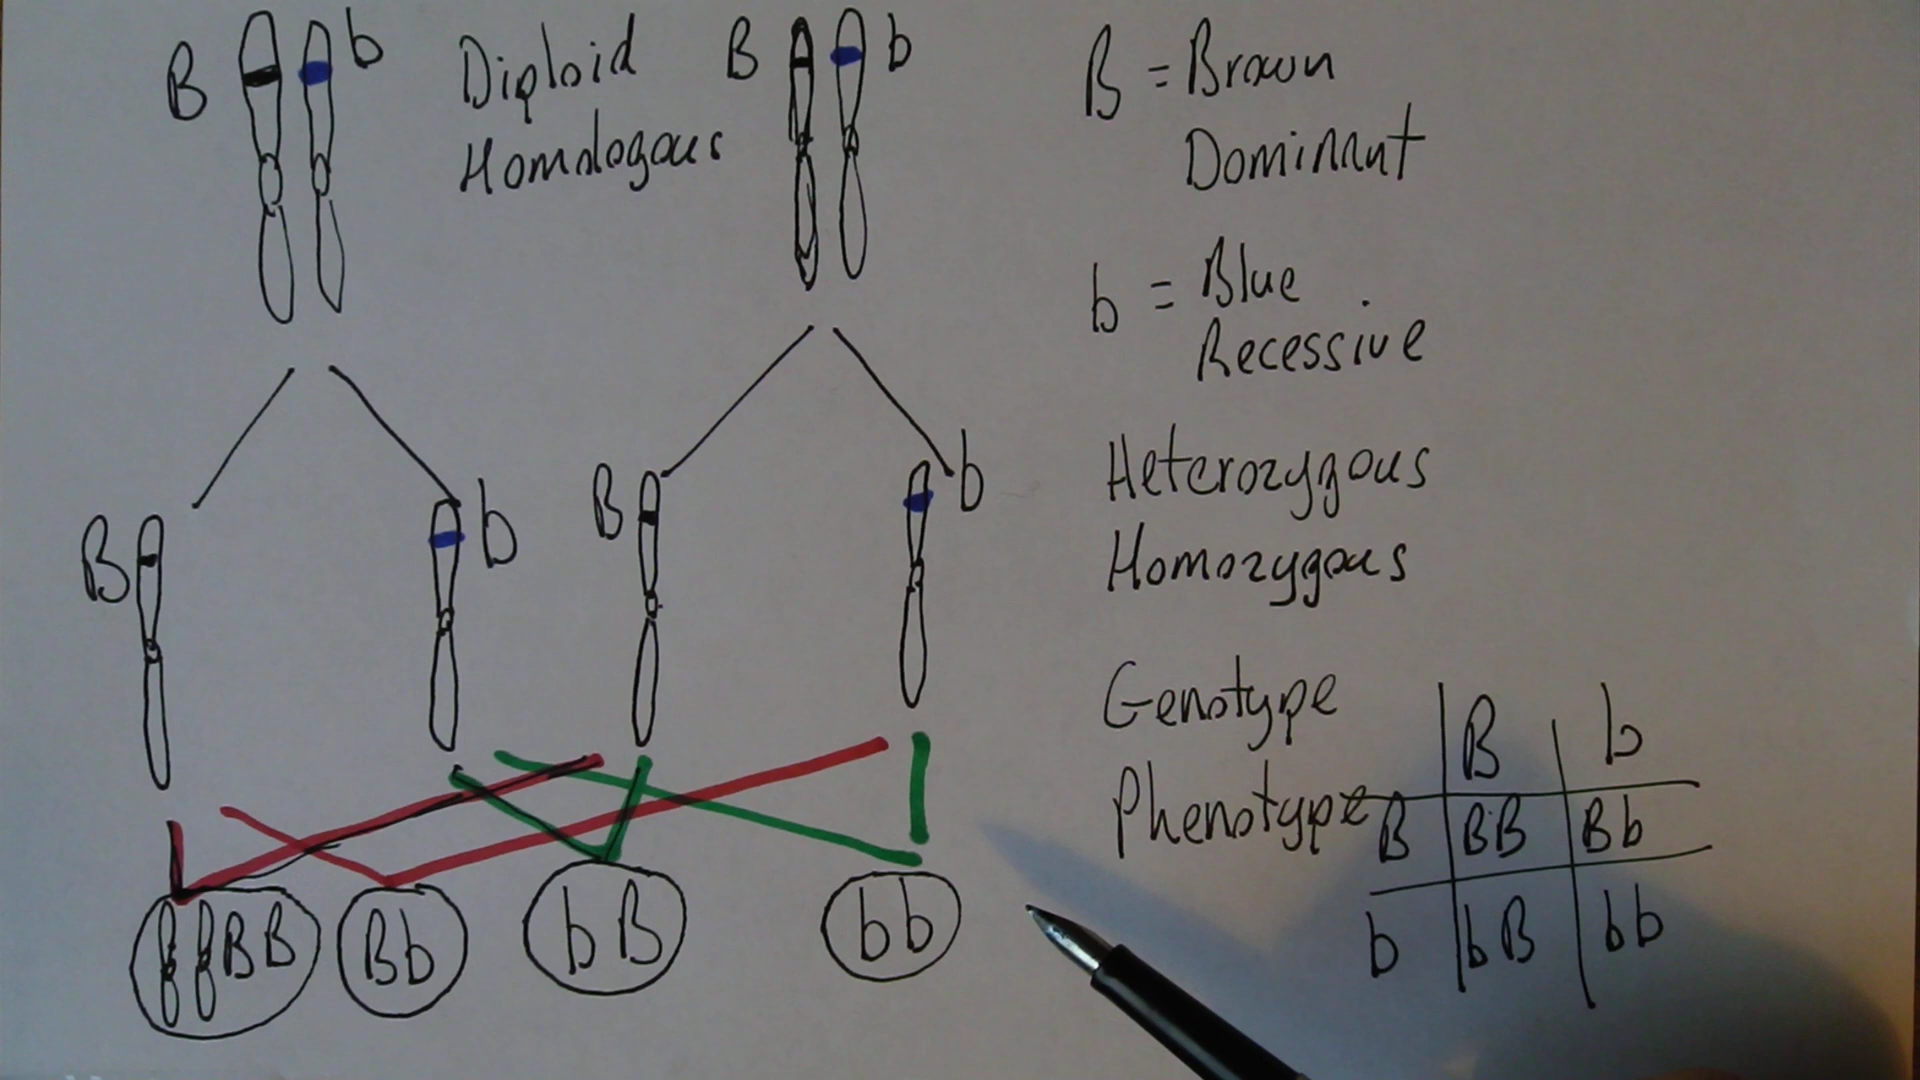 B b Diploid B b
Homologous
B b B b
BB Bb bB bb
B = Brown
Dominant
b = Blue
Recessive
Heterozygous
Homozygous
Genotype
Phenotype
B b
B BB Bb
b bB bb